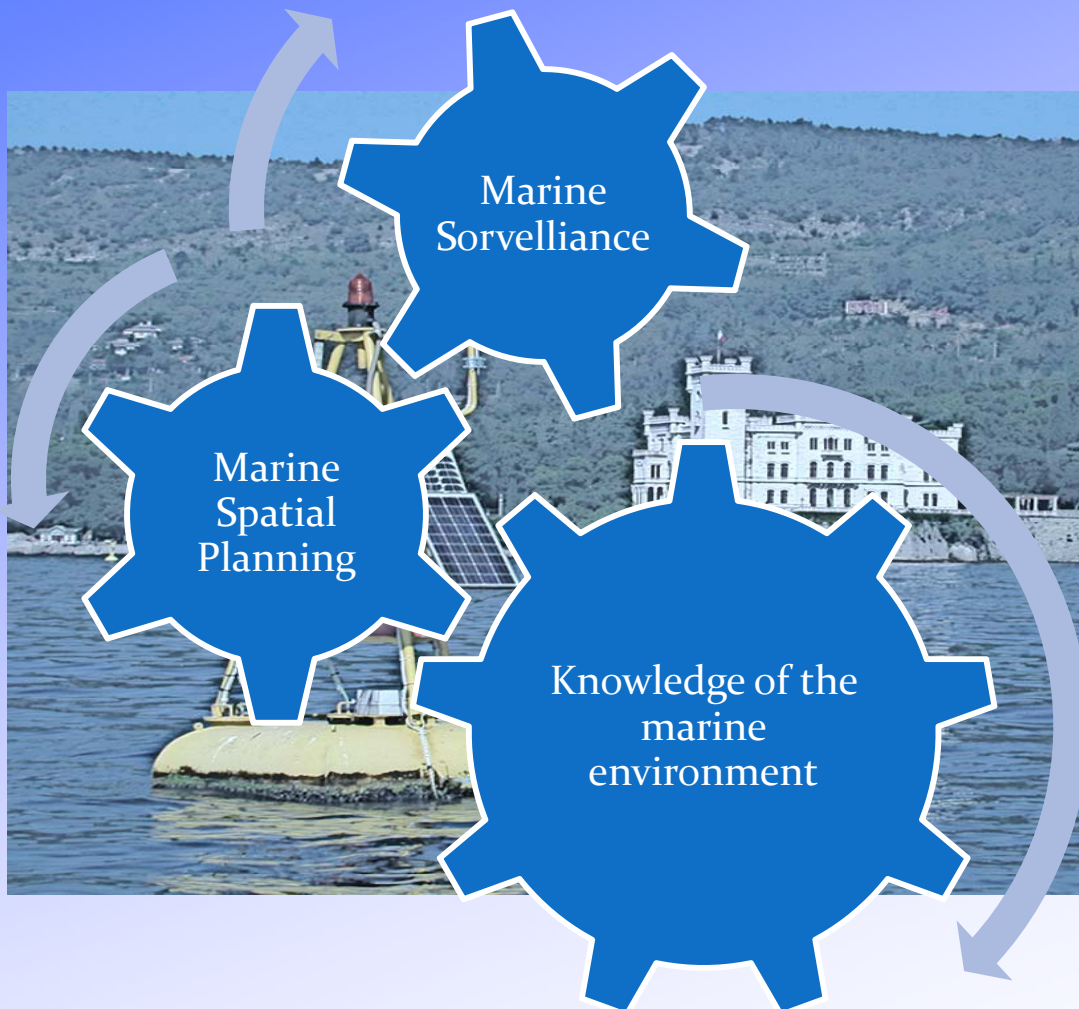 Marine
Sorvelliance
Marine
Spatial
Planning
Knowledge of the
marine
environment